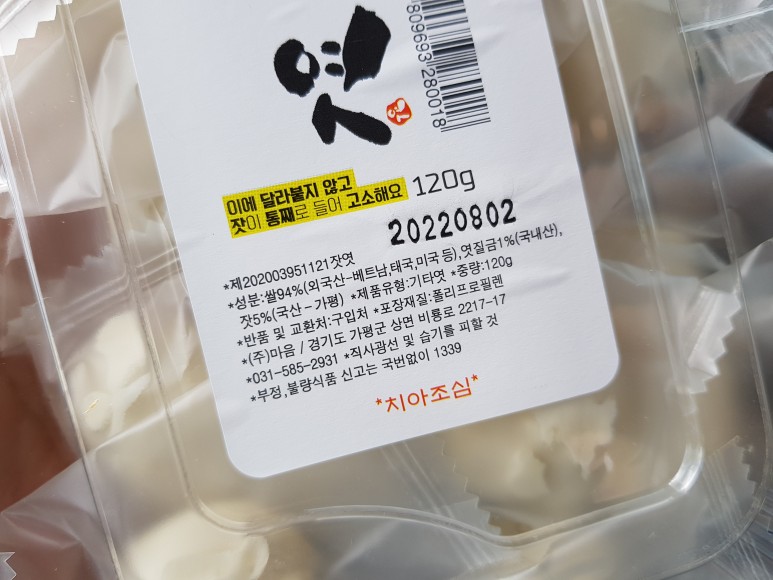 엿
809693 280018
이에 달라붙지 않고
잣이 통째로 들어 고소해요 120g
20220802
*제202003951121잣엿
*성분:쌀94%(외국산-베트남,태국,미국 등),엿질금1%(국내산),
잣5%(국산-가평) *제품유형:기타엿 *중량:120g
*반품 및 교환처:구입처 *포장재질:폴리프로필렌
*(주)마음 / 경기도 가평군 상면 비룡로 2217-17
*031-585-2931 *직사광선 및 습기를 피할 것
*부정,불량식품 신고는 국번없이 1339
*치아조심*